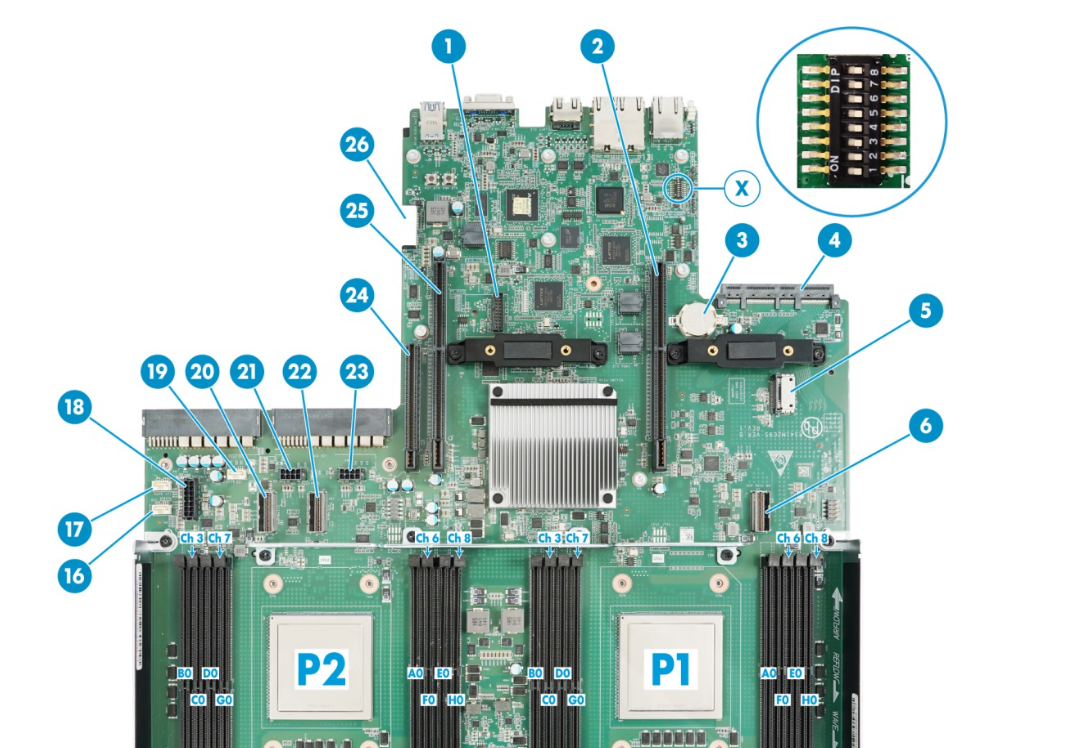 1
2
DIP
ON
1 2 3 4 5 6 7 8
26
X
25
3
4
1
24
5
19
20
21
22
23
18
6
17
Ch 3
Ch 7
Ch 6
Ch 8
Ch 3
Ch 7
Ch 6
Ch 8
16
P2
P1
B0
D0
A0
E0
B0
D0
A0
E0
C0
G0
F0
H0
C0
G0
F0
H0